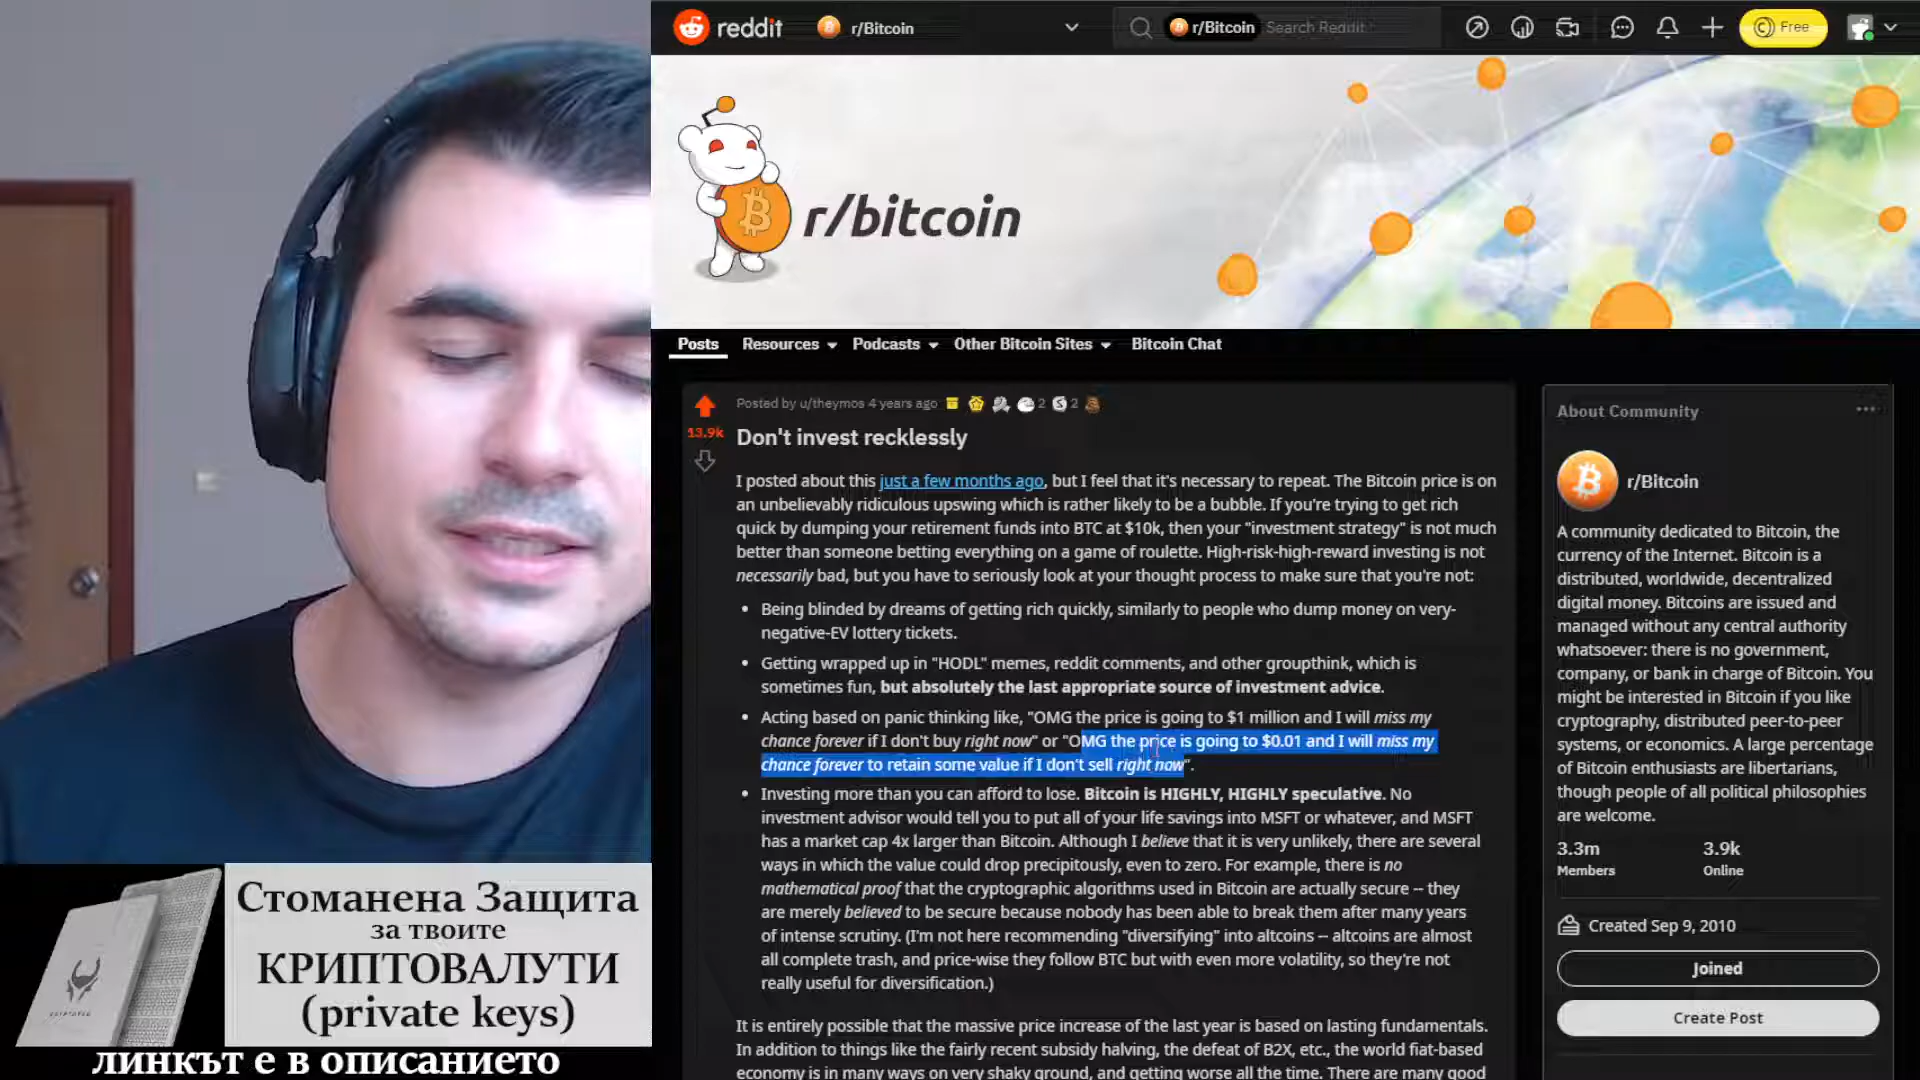 reddit
r/Bitcoin
r/Bitcoin Search Reddit
Free
r/bitcoin
Posts Resources Podcasts Other Bitcoin Sites Bitcoin Chat
Posted by u/theymos 4 years ago 2 2
13.9k
Don't invest recklessly
I posted about this just a few months ago, but I feel that it's necessary to repeat. The Bitcoin price is on
an unbelievably ridiculous upswing which is rather likely to be a bubble. If you're trying to get rich
quick by dumping your retirement funds into BTC at $10k, then your "investment strategy" is not much
better than someone betting everything on a game of roulette. High-risk-high-reward investing is not
necessarily bad, but you have to seriously look at your thought process to make sure that you're not:
• Being blinded by dreams of getting rich quickly, similarly to people who dump money on very-
negative-EV lottery tickets.
• Getting wrapped up in "HODL" memes, reddit comments, and other groupthink, which is
sometimes fun, but absolutely the last appropriate source of investment advice.
• Acting based on panic thinking like, "OMG the price is going to $1 million and I will miss my
chance forever if I don't buy right now" or "OMG the price is going to $0.01 and I will miss my
chance forever to retain some value if I don't sell right now".
• Investing more than you can afford to lose. Bitcoin is HIGHLY, HIGHLY speculative. No
investment advisor would tell you to put all of your life savings into MSFT or whatever, and MSFT
has a market cap 4x larger than Bitcoin. Although I believe that it is very unlikely, there are several
ways in which the value could drop precipitously, even to zero. For example, there is no
mathematical proof that the cryptographic algorithms used in Bitcoin are actually secure -- they
are merely believed to be secure because nobody has been able to break them after many years
of intense scrutiny. (I'm not here recommending "diversifying" into altcoins -- altcoins are almost
all complete trash, and price-wise they follow BTC but with even more volatility, so they're not
really useful for diversification.)
It is entirely possible that the massive price increase of the last year is based on lasting fundamentals.
In addition to things like the fairly recent subsidy halving, the defeat of B2X, etc., the world fiat-based
economy is in many ways on very shaky ground, and getting worse all the time. There are many good
About Community
r/Bitcoin
A community dedicated to Bitcoin, the
currency of the Internet. Bitcoin is a
distributed, worldwide, decentralized
digital money. Bitcoins are issued and
managed without any central authority
whatsoever: there is no government,
company, or bank in charge of Bitcoin. You
might be interested in Bitcoin if you like
cryptography, distributed peer-to-peer
systems, or economics. A large percentage
of Bitcoin enthusiasts are libertarians,
though people of all political philosophies
are welcome.
3.3m 3.9k
Members Online
Created Sep 9, 2010
Joined
Create Post
Стоманена Защита
за твоите
КРИПТОВАЛУТИ
(private keys)
линкът е в описанието